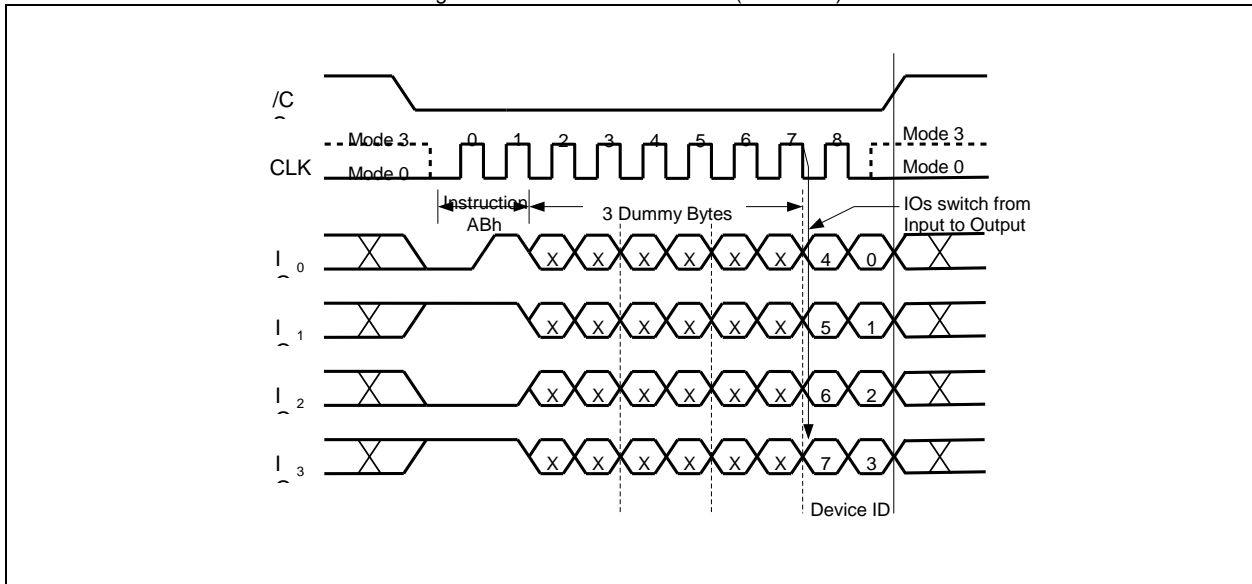 /C
Mode 3 0 1 2 3 4 5 6 7 8 Mode 3
CLK Mode 0 Mode 0
Instruction
ABh
3 Dummy Bytes
IOs switch from
Input to Output
I 0 X X X X X X 4 0
I 1 X X X X X X 5 1
I 2 X X X X X X 6 2
I 3 X X X X X X 7 3
Device ID